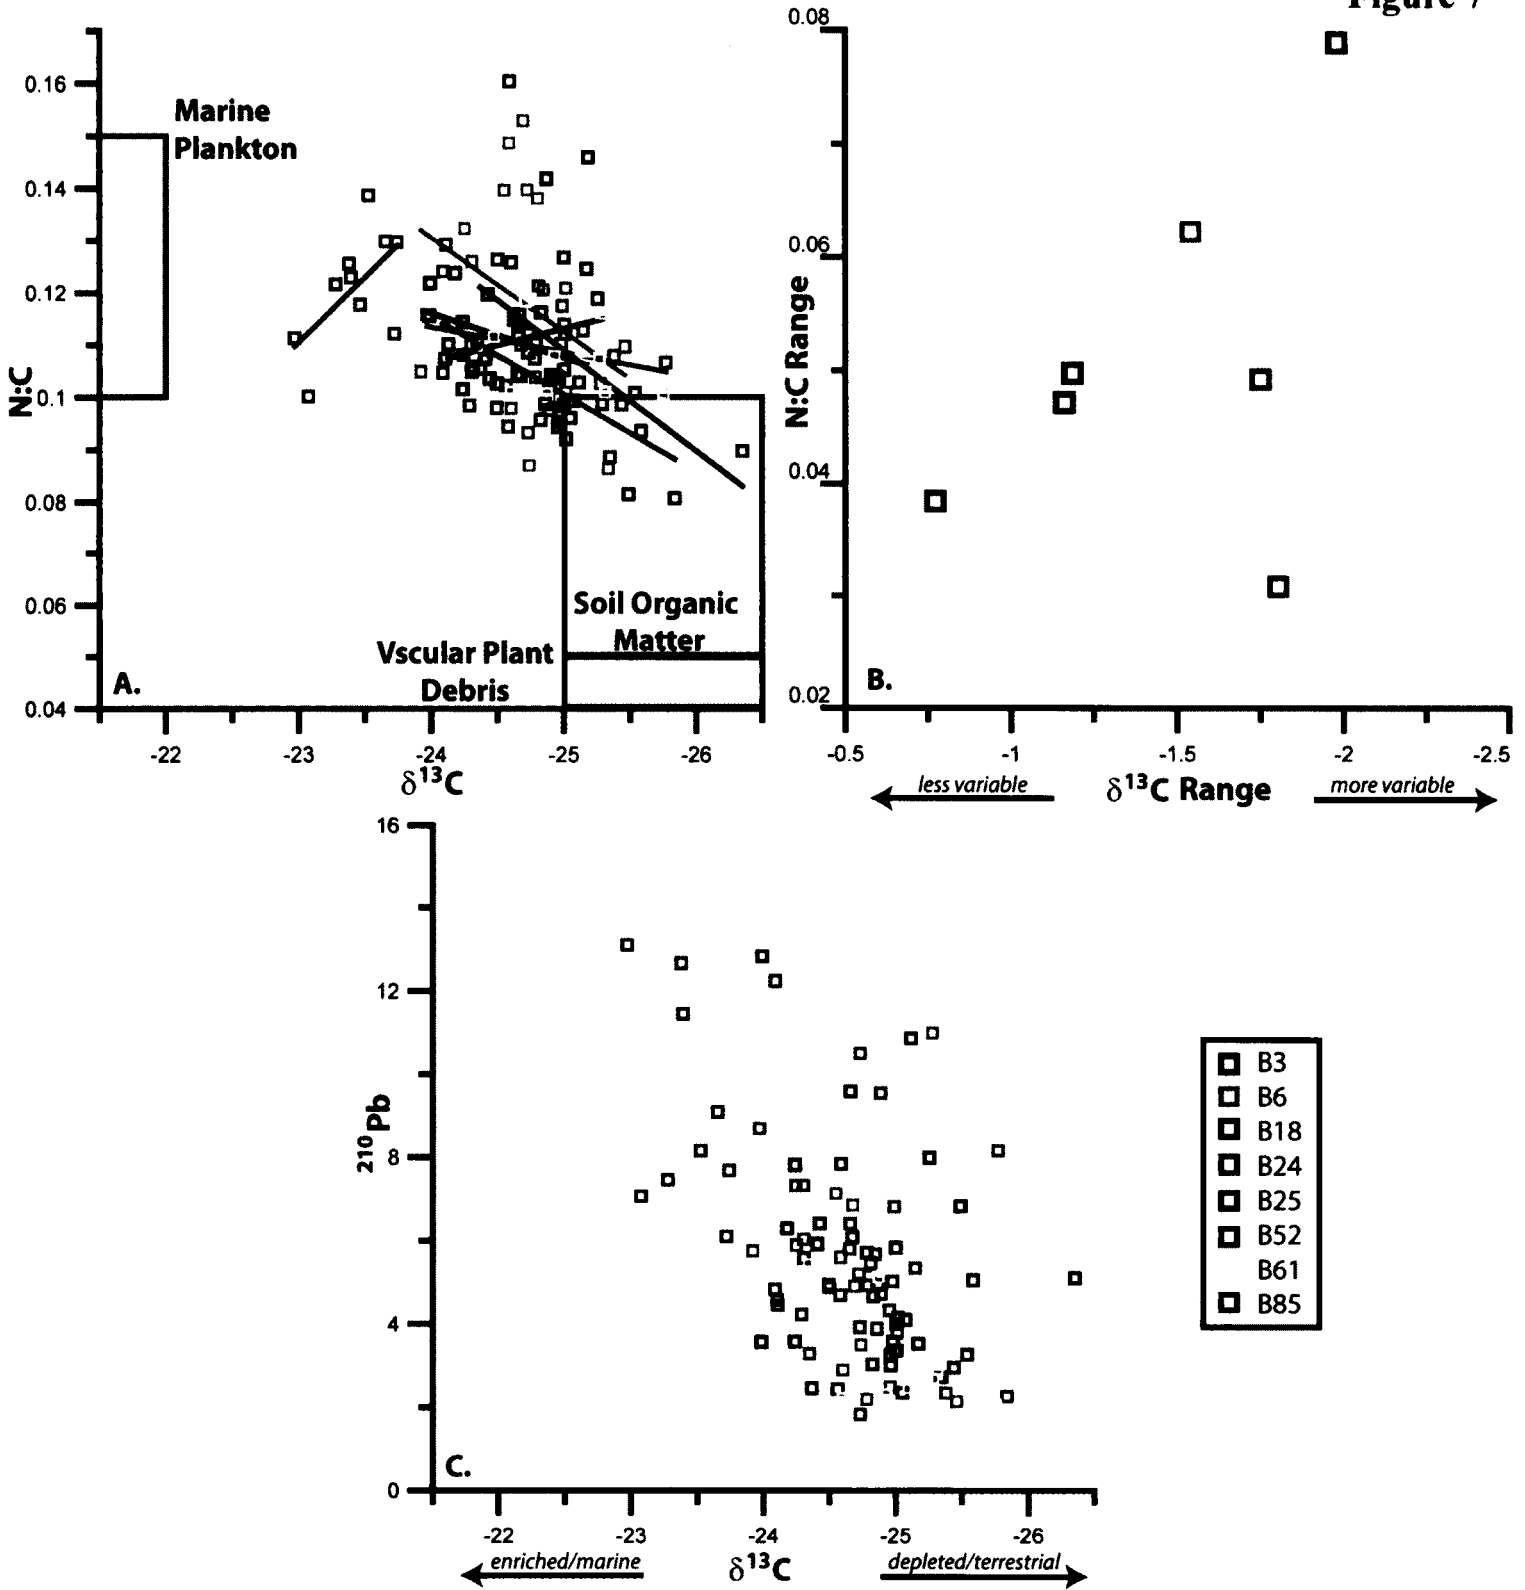 Figure 7
0.16
0.14
0.12
0.1
0.08
0.06
0.04
N:C
Marine
Plankton
Soil Organic
Matter
Vscular Plant
Debris
A.
-22
-23
-24
-25
-26
δ13C
0.08
0.06
0.04
0.02
N:C Range
B.
-0.5
-1
-1.5
-2
-2.5
less variable
δ13C Range
more variable
16
12
8
4
0
210Pb
C.
-22
-23
-24
-25
-26
enriched/marine
δ13C
depleted/terrestrial
B3
B6
B18
B24
B25
B52
B61
B85